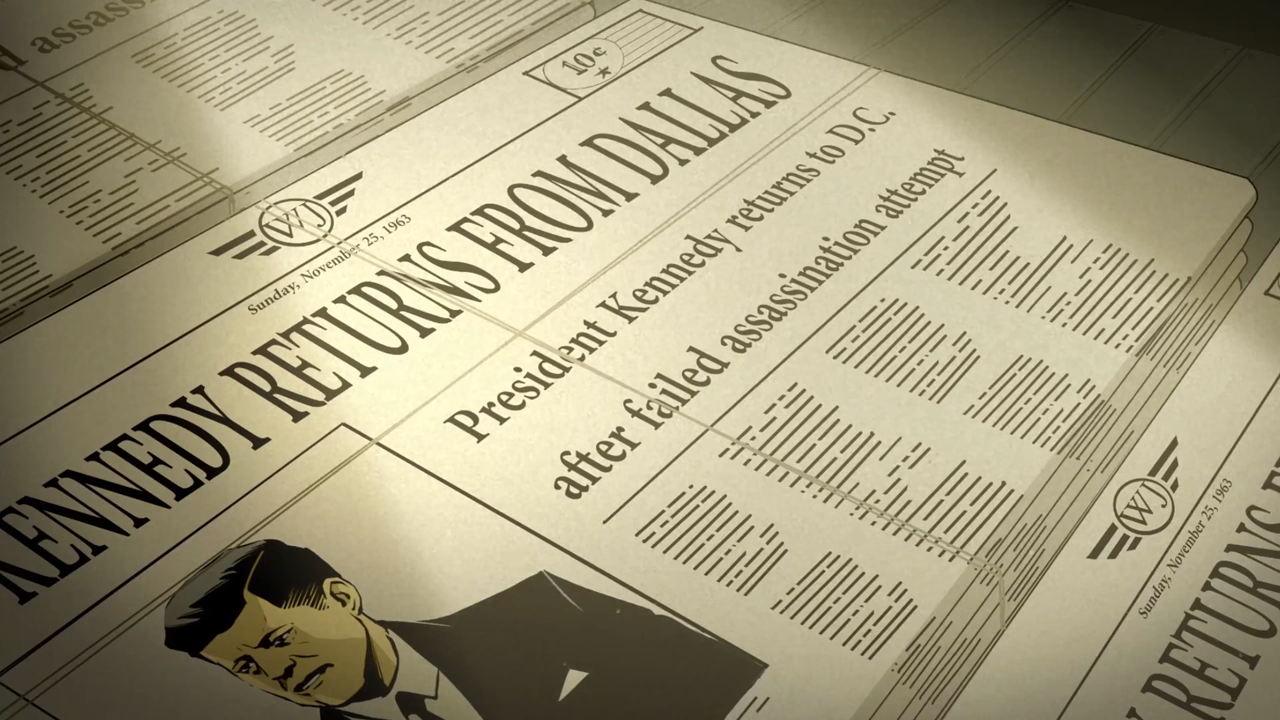 d assass
10¢
WJ
Sunday, November 25, 1963
KENNEDY RETURNS FROM DALLAS
President Kennedy returns to D.C.
after failed assassination attempt
WJ
Sunday, November 25, 1963
RETURNS F